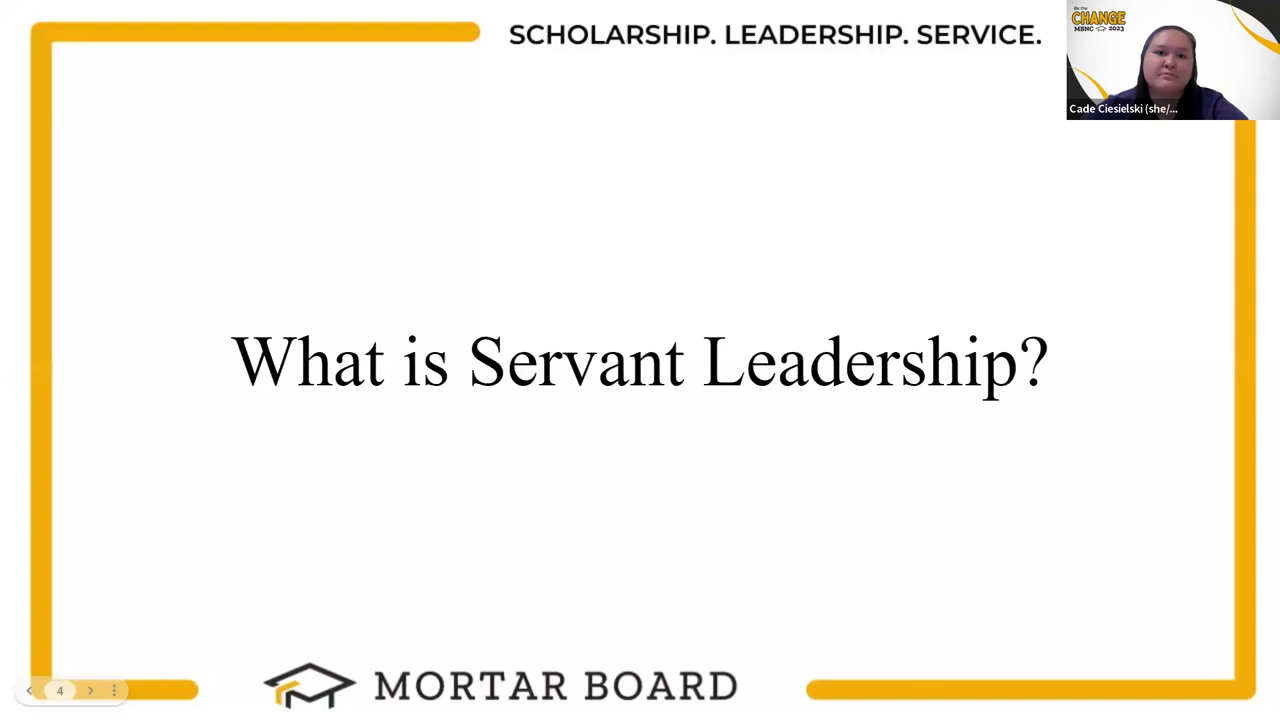 SCHOLARSHIP. LEADERSHIP. SERVICE.
Be the
CHANGE
MBNC 2023
Cade Ciesielski (she/...
What is Servant Leadership?
4
MORTAR BOARD